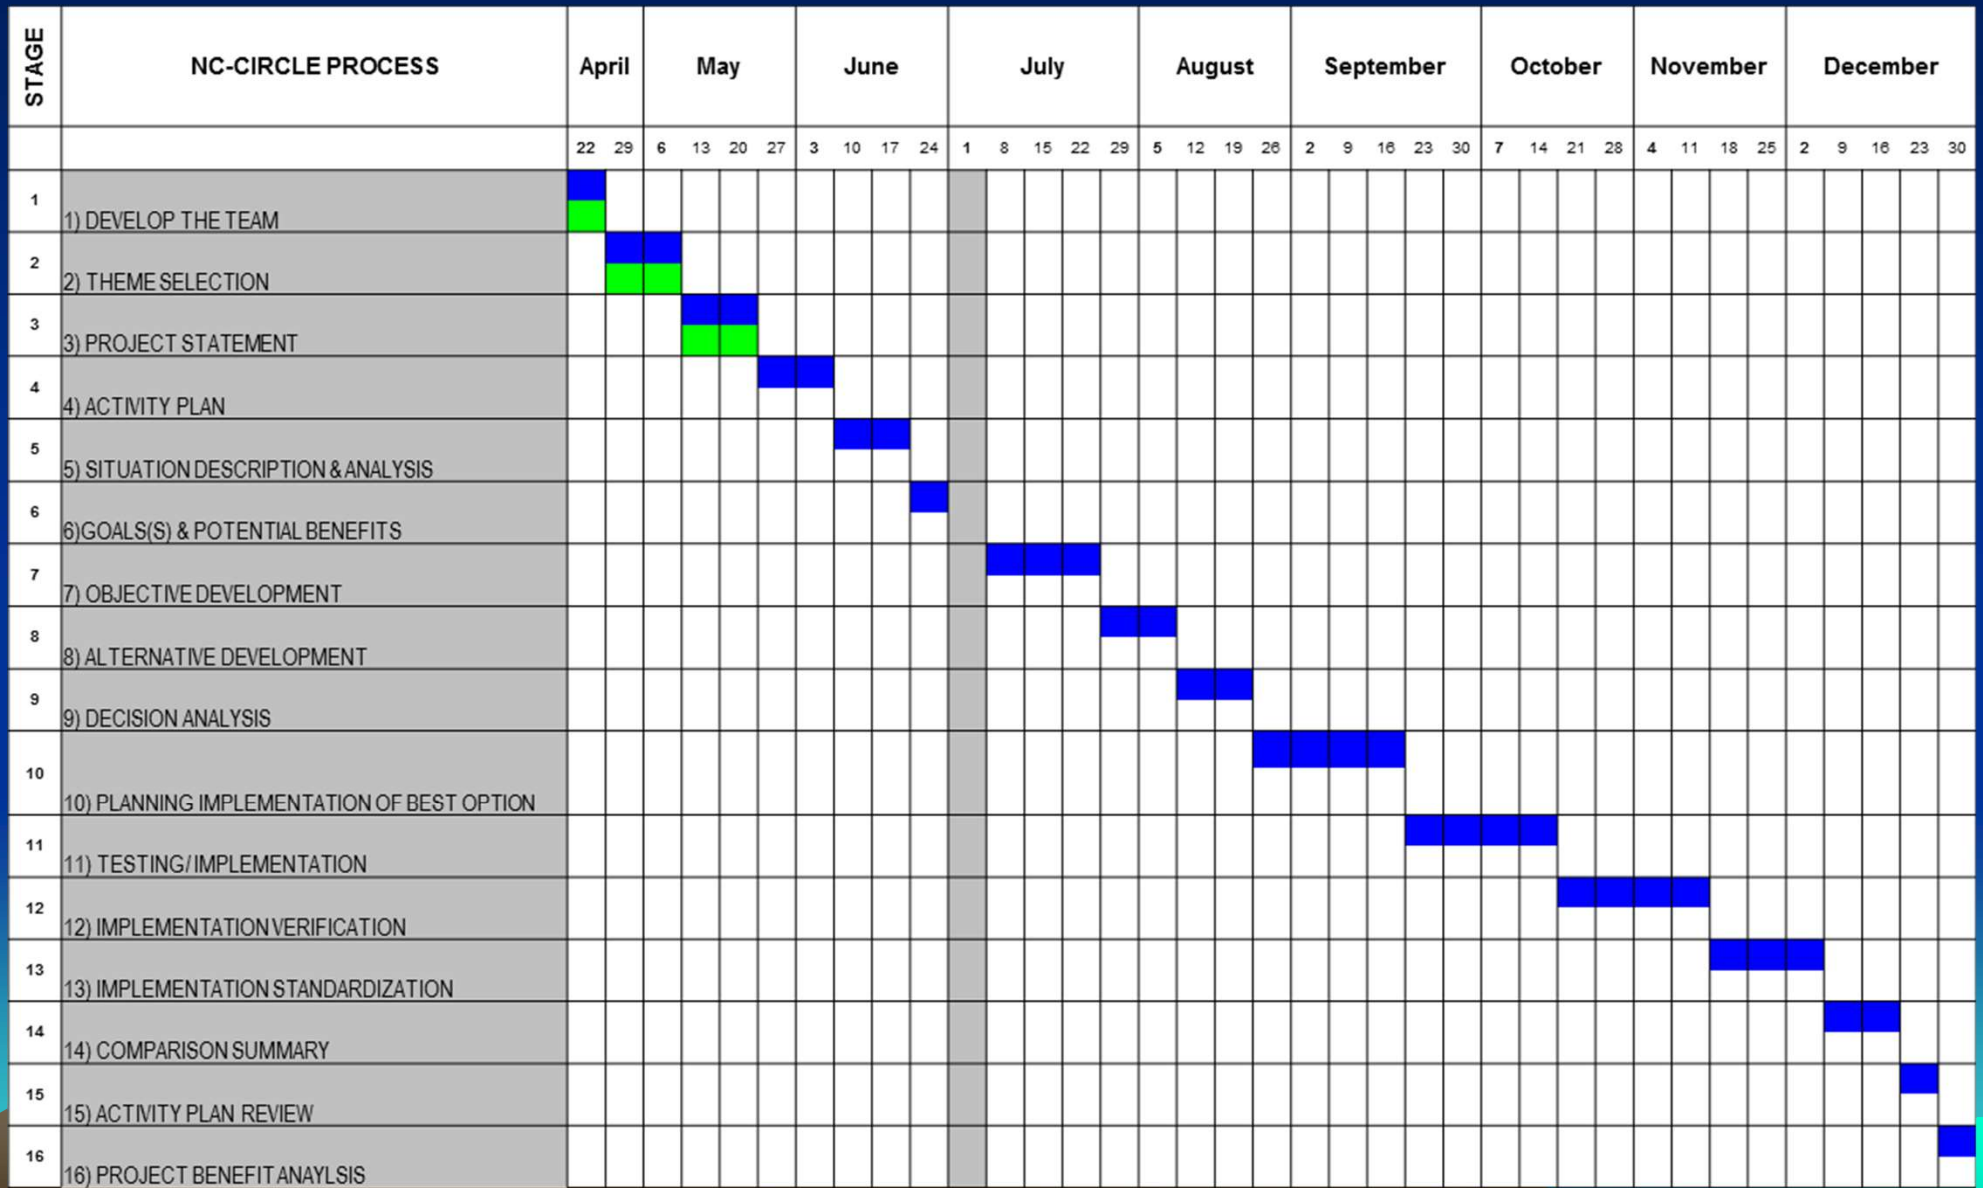 STAGE NC-CIRCLE PROCESS April May June July August September October November December
22 29 6 13 20 27 3 10 17 24 1 8 15 22 29 5 12 19 26 2 9 16 23 30 7 14 21 28 4 11 18 25 2 9 16 23 30
1 1) DEVELOP THE TEAM
2 2) THEME SELECTION
3 3) PROJECT STATEMENT
4 4) ACTIVITY PLAN
5 5) SITUATION DESCRIPTION & ANALYSIS
6 6)GOALS(S) & POTENTIAL BENEFITS
7 7) OBJECTIVE DEVELOPMENT
8 8) ALTERNATIVE DEVELOPMENT
9 9) DECISION ANALYSIS
10 10) PLANNING IMPLEMENTATION OF BEST OPTION
11 11) TESTING/IMPLEMENTATION
12 12) IMPLEMENTATION VERIFICATION
13 13) IMPLEMENTATION STANDARDIZATION
14 14) COMPARISON SUMMARY
15 15) ACTIVITY PLAN REVIEW
16 16) PROJECT BENEFIT ANAYLSIS